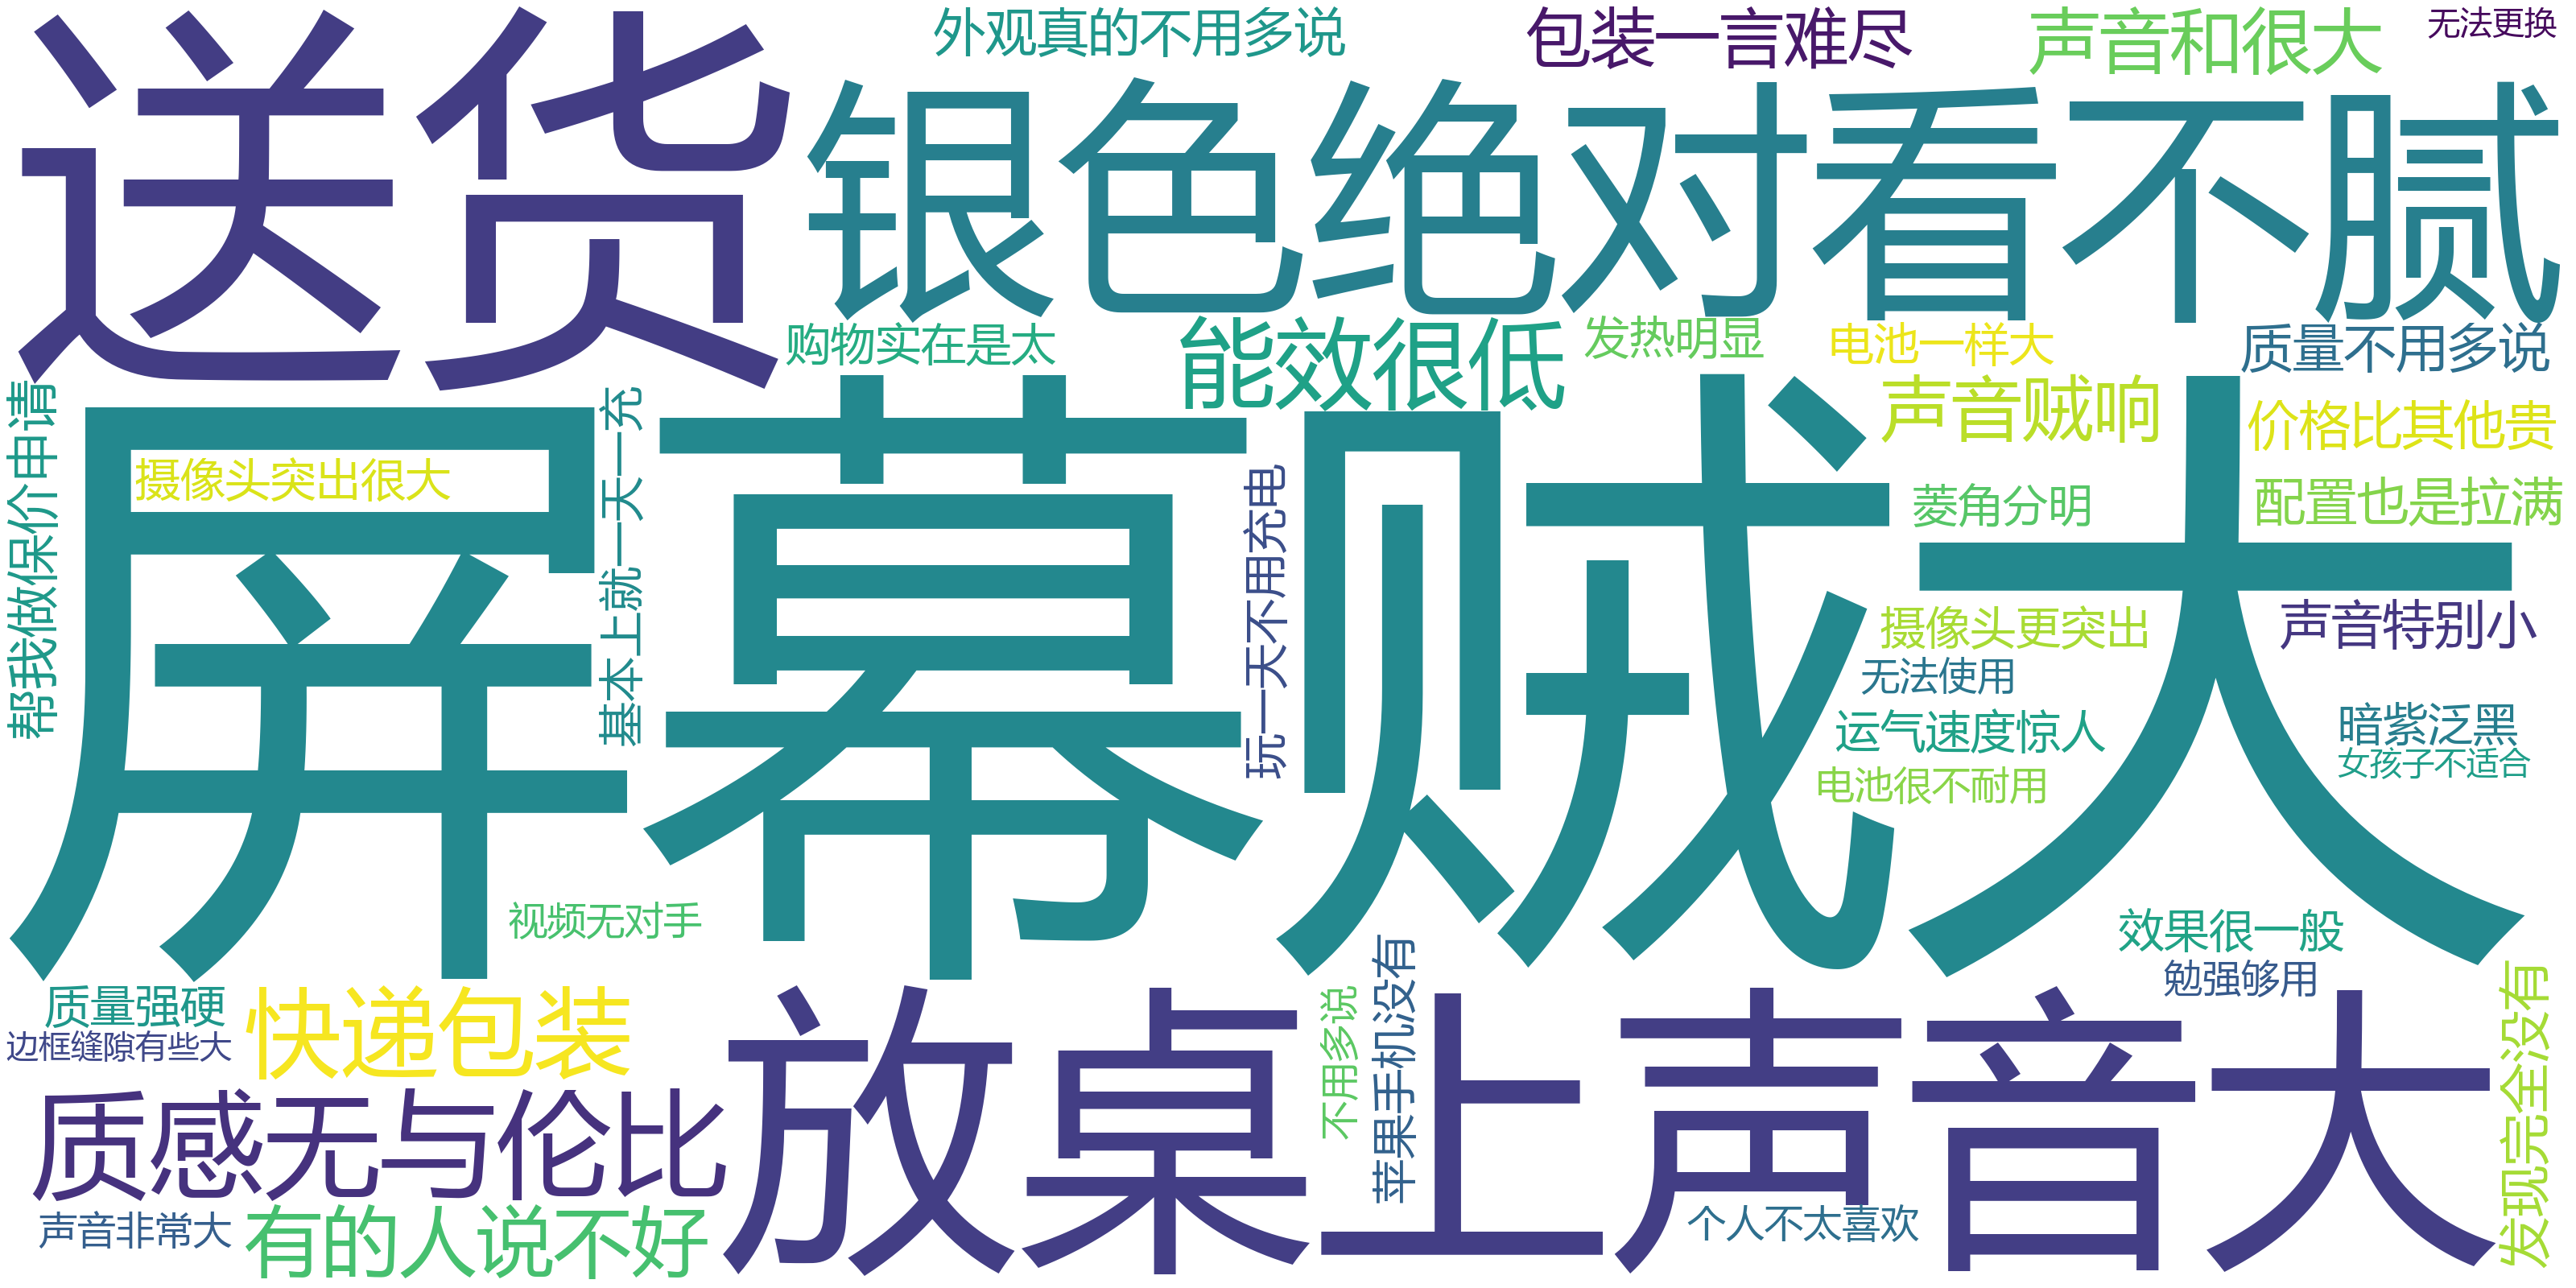 送货
外观真的不用多说
包装一言难尽
声音和很大
无法更换
银色绝对看不腻
购物实在是太
能效很低
发热明显
电池一样大
质量不用多说
帮我做保价申请
摄像头突出很大
基本上就一天一充
屏幕贼大
玩一天不用充电
声音贼响
价格比其他贵
菱角分明
配置也是拉满
摄像头更突出
声音特别小
无法使用
运气速度惊人
暗紫泛黑
女孩子不适合
电池很不耐用
视频无对手
效果很一般
勉强够用
质量强硬
边框缝隙有些大
快递包装
放桌上声音大
不用多说
苹果手机没有
发现完全没有
质感无与伦比
声音非常大
有的人说不好
个人不太喜欢